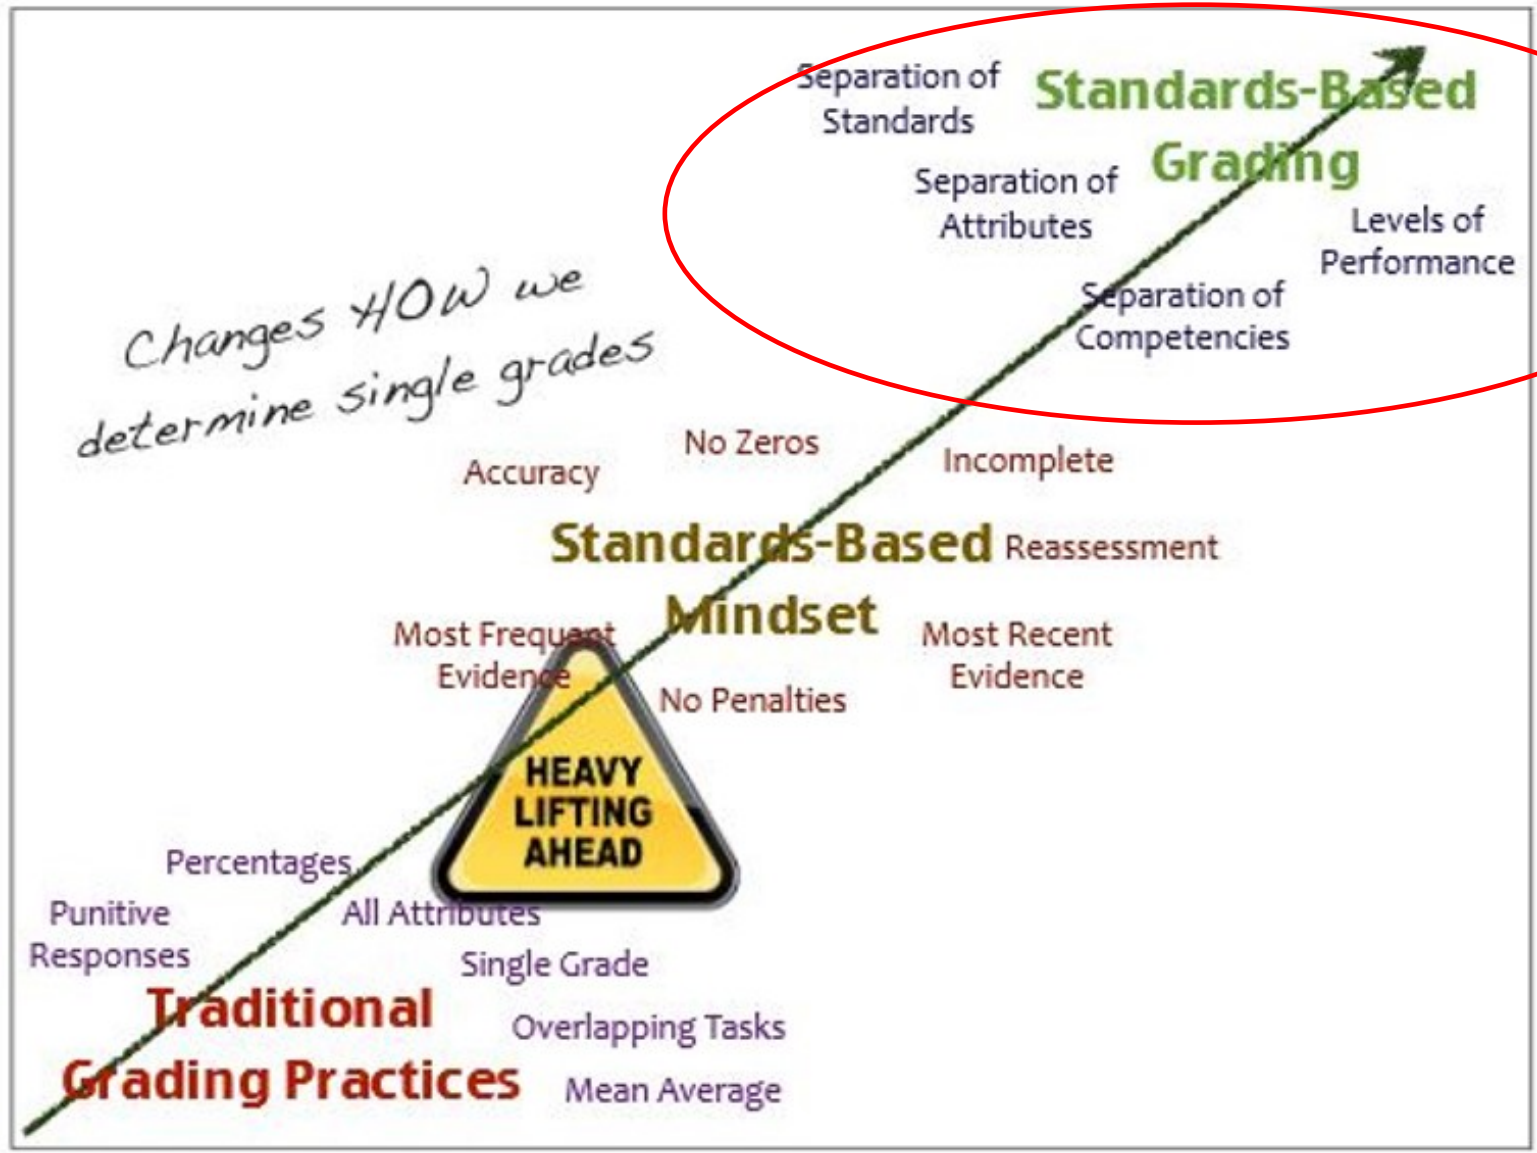 Separation of
Standards
Standards-Based
Grading
Separation of
Attributes
Levels of
Performance
Separation of
Competencies
Changes HOW we
determine single grades
No Zeros
Accuracy
Incomplete
Standards-Based
Mindset
Reassessment
Most Frequent
Evidence
Most Recent
Evidence
No Penalties
HEAVY
LIFTING
AHEAD
Percentages
Punitive
Responses
All Attributes
Single Grade
Traditional
Grading Practices
Overlapping Tasks
Mean Average